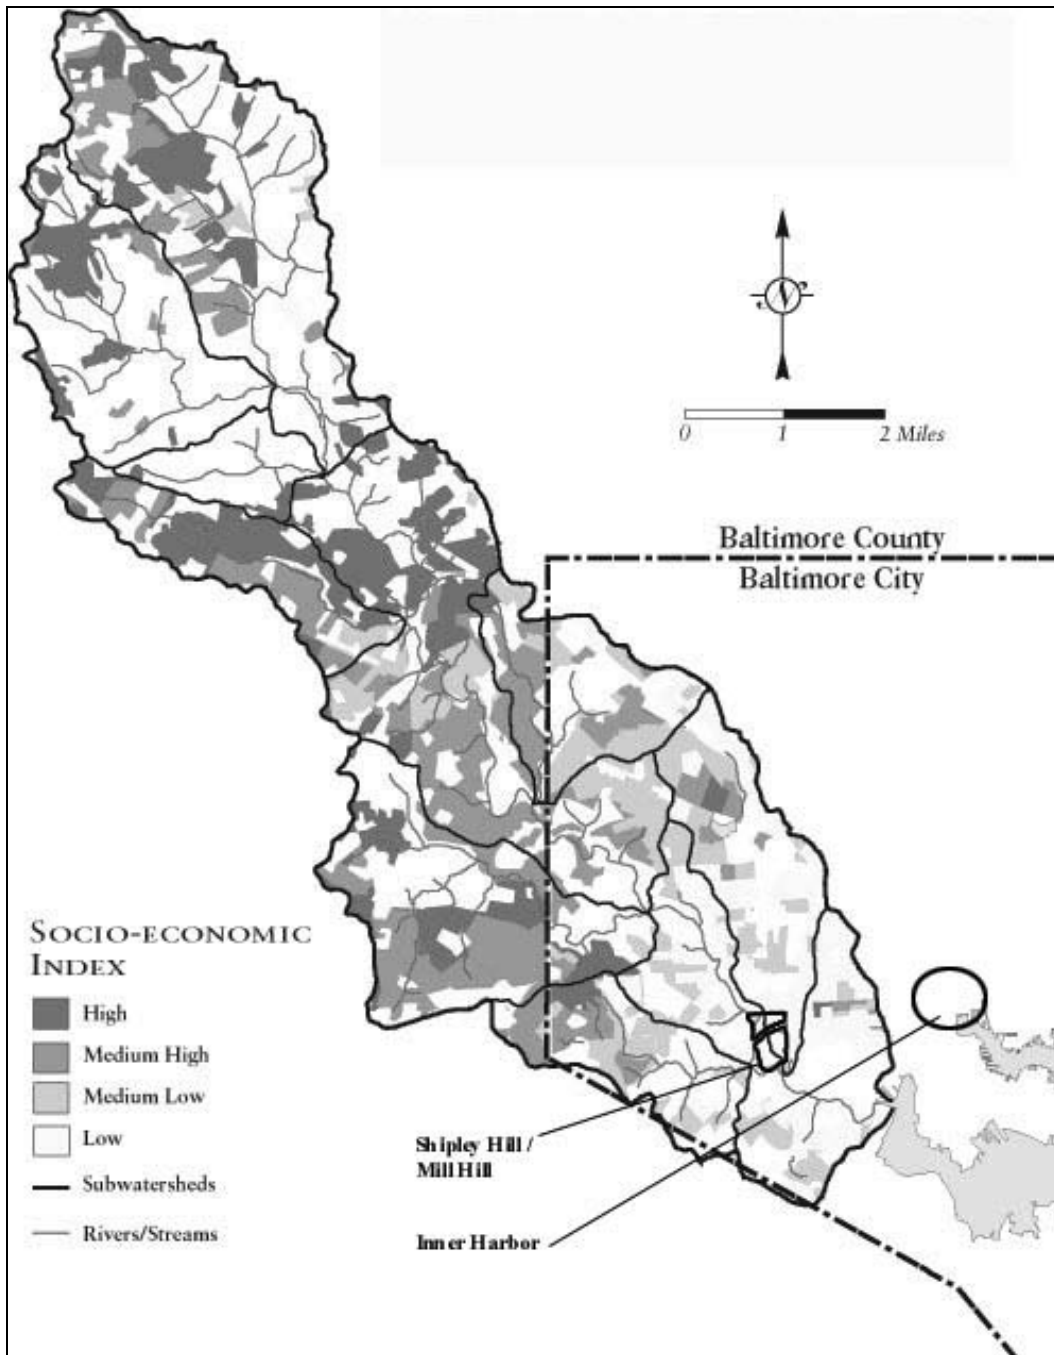 0 1 2 Miles
Baltimore County
Baltimore City
SOCIO-ECONOMIC
INDEX
High
Medium High
Medium Low
Low
Subwatersheds
Rivers/Streams
Shipley Hill /
Mill Hill
Inner Harbor